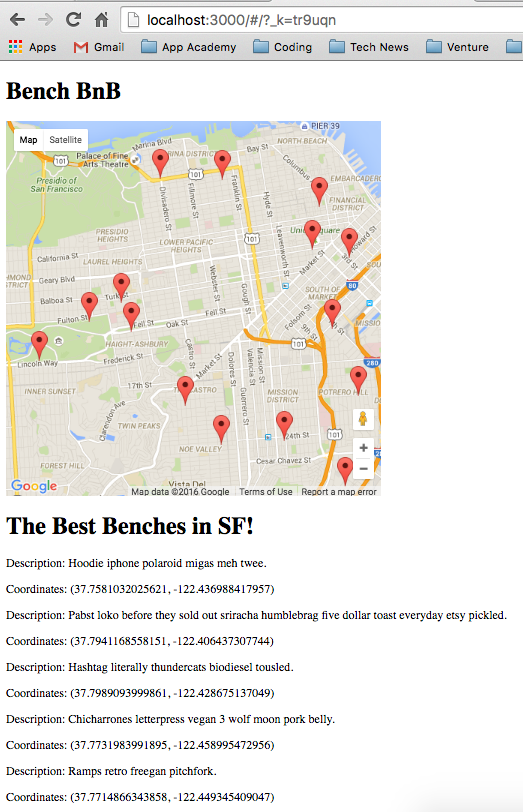 localhost:3000/#/?_k=tr9uqn
Apps Gmail App Academy Coding Tech News Venture
Bench BnB
Map Satellite
PIER 39
Marina Blvd
NORTH BEACH
Palace of Fine
Arts Theatre
101
Bay St
Columbus
EMBARCADERO
Presidio of
San Francisco
101
Divisadero St
Fillmore St
Franklin St
Hyde St
FINANCIAL
DISTRICT
PRESIDIO
HEIGHTS
LOWER PACIFIC
HEIGHTS
101
Leavenworth St
Howard St
3rd St
California St
LAUREL HEIGHTS
Market St
Geary Blvd
Webster St
Gough St
80
Balboa St
Turk
SOUTH OF
MARKET
Fulton St
Fell St
Oak St
Fell St
Folsom St
9th St
MISSION
HAIGHT-ASHBURY
101
Lincoln Way
Frederick St
Castro St
Market St
Dolores St
Guerrero St
Valencia St
Mission St
280
INNER SUNSET
17th St
MISSION
DISTRICT
POTRERO HILL
Clarendon Ave
TWIN PEAKS
24th St
101
NOE VALLEY
Cesar Chavez St
FOREST HILL
Vista Del
Google
Map data ©2016 Google Terms of Use Report a map error
The Best Benches in SF!
Description: Hoodie iphone polaroid migas meh twee.
Coordinates: (37.7581032025621, -122.436988417957)
Description: Pabst loko before they sold out sriracha humblebrag five dollar toast everyday etsy pickled.
Coordinates: (37.7941168558151, -122.406437307744)
Description: Hashtag literally thundercats biodiesel tousled.
Coordinates: (37.7989093999861, -122.428675137049)
Description: Chicharrones letterpress vegan 3 wolf moon pork belly.
Coordinates: (37.7731983991895, -122.458995472956)
Description: Ramps retro freegan pitchfork.
Coordinates: (37.7714866343858, -122.449345409047)